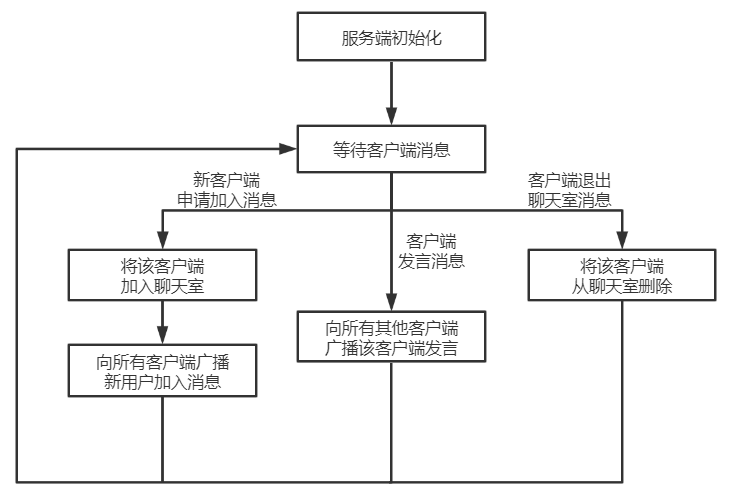 服务端初始化
等待客户端消息
新客户端
申请加入消息
客户端退出
聊天室消息
客户端
发言消息
将该客户端
加入聊天室
将该客户端
从聊天室删除
向所有其他客户端
广播该客户端发言
向所有客户端广播
新用户加入消息